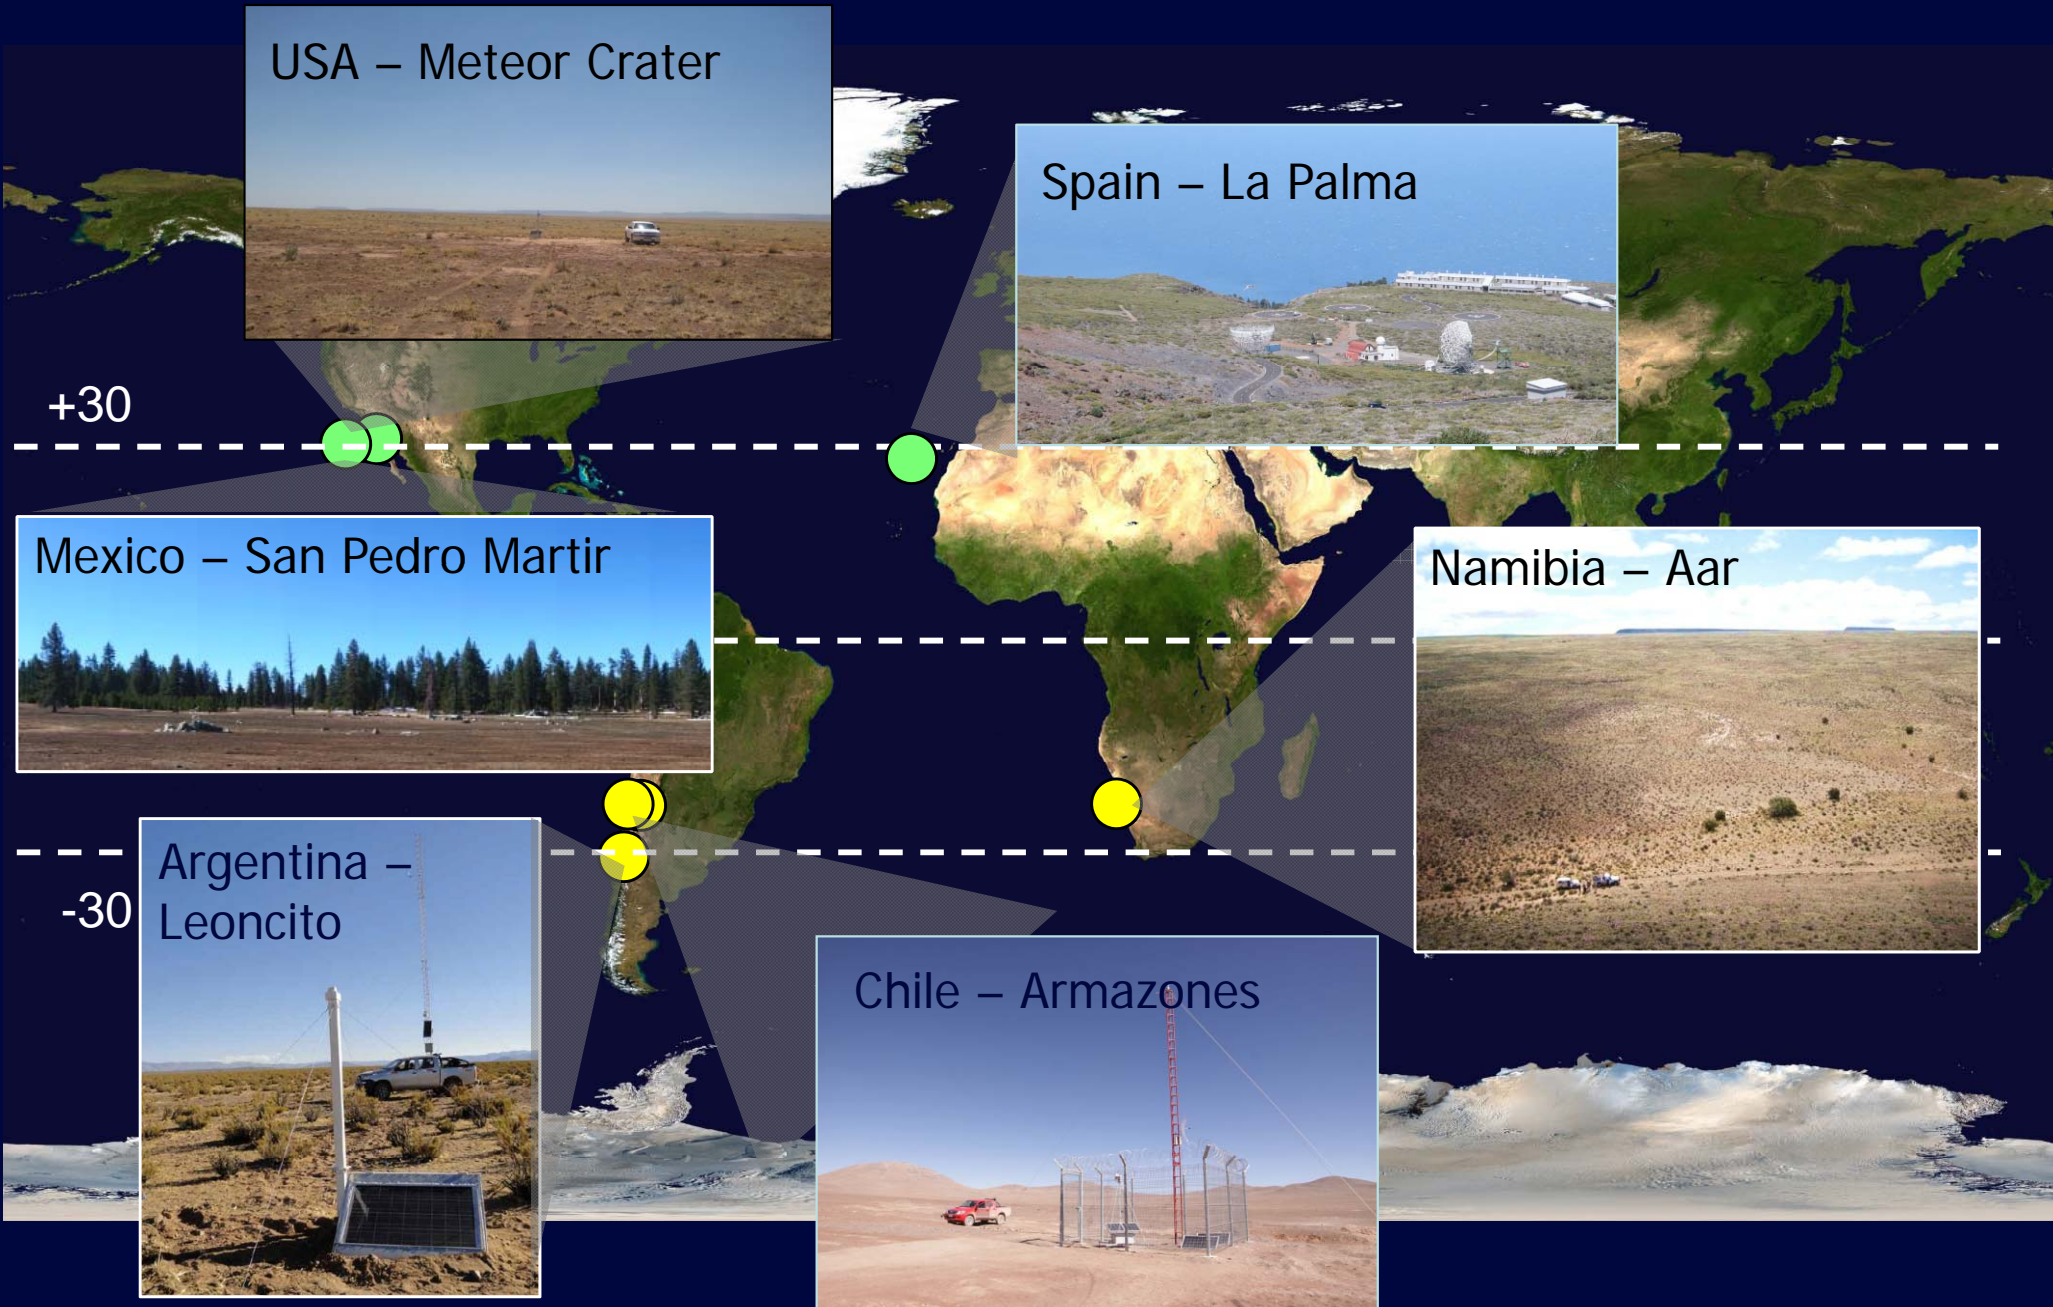 USA – Meteor Crater
Spain – La Palma
+30
Mexico – San Pedro Martir
Namibia – Aar
Argentina –
Leoncito
-30
Chile – Armazones